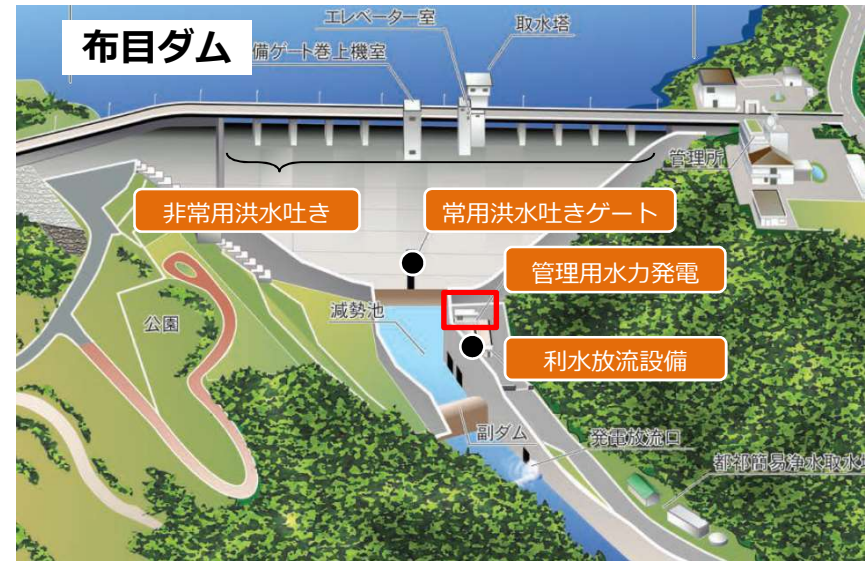 エレベーター室
取水塔
布目ダム
備ゲート巻上機室
管理所
非常用洪水吐き
常用洪水吐きゲート
管理用水力発電
減勢池
公園
利水放流設備
副ダム
発電放流口
都祁簡易浄水取水